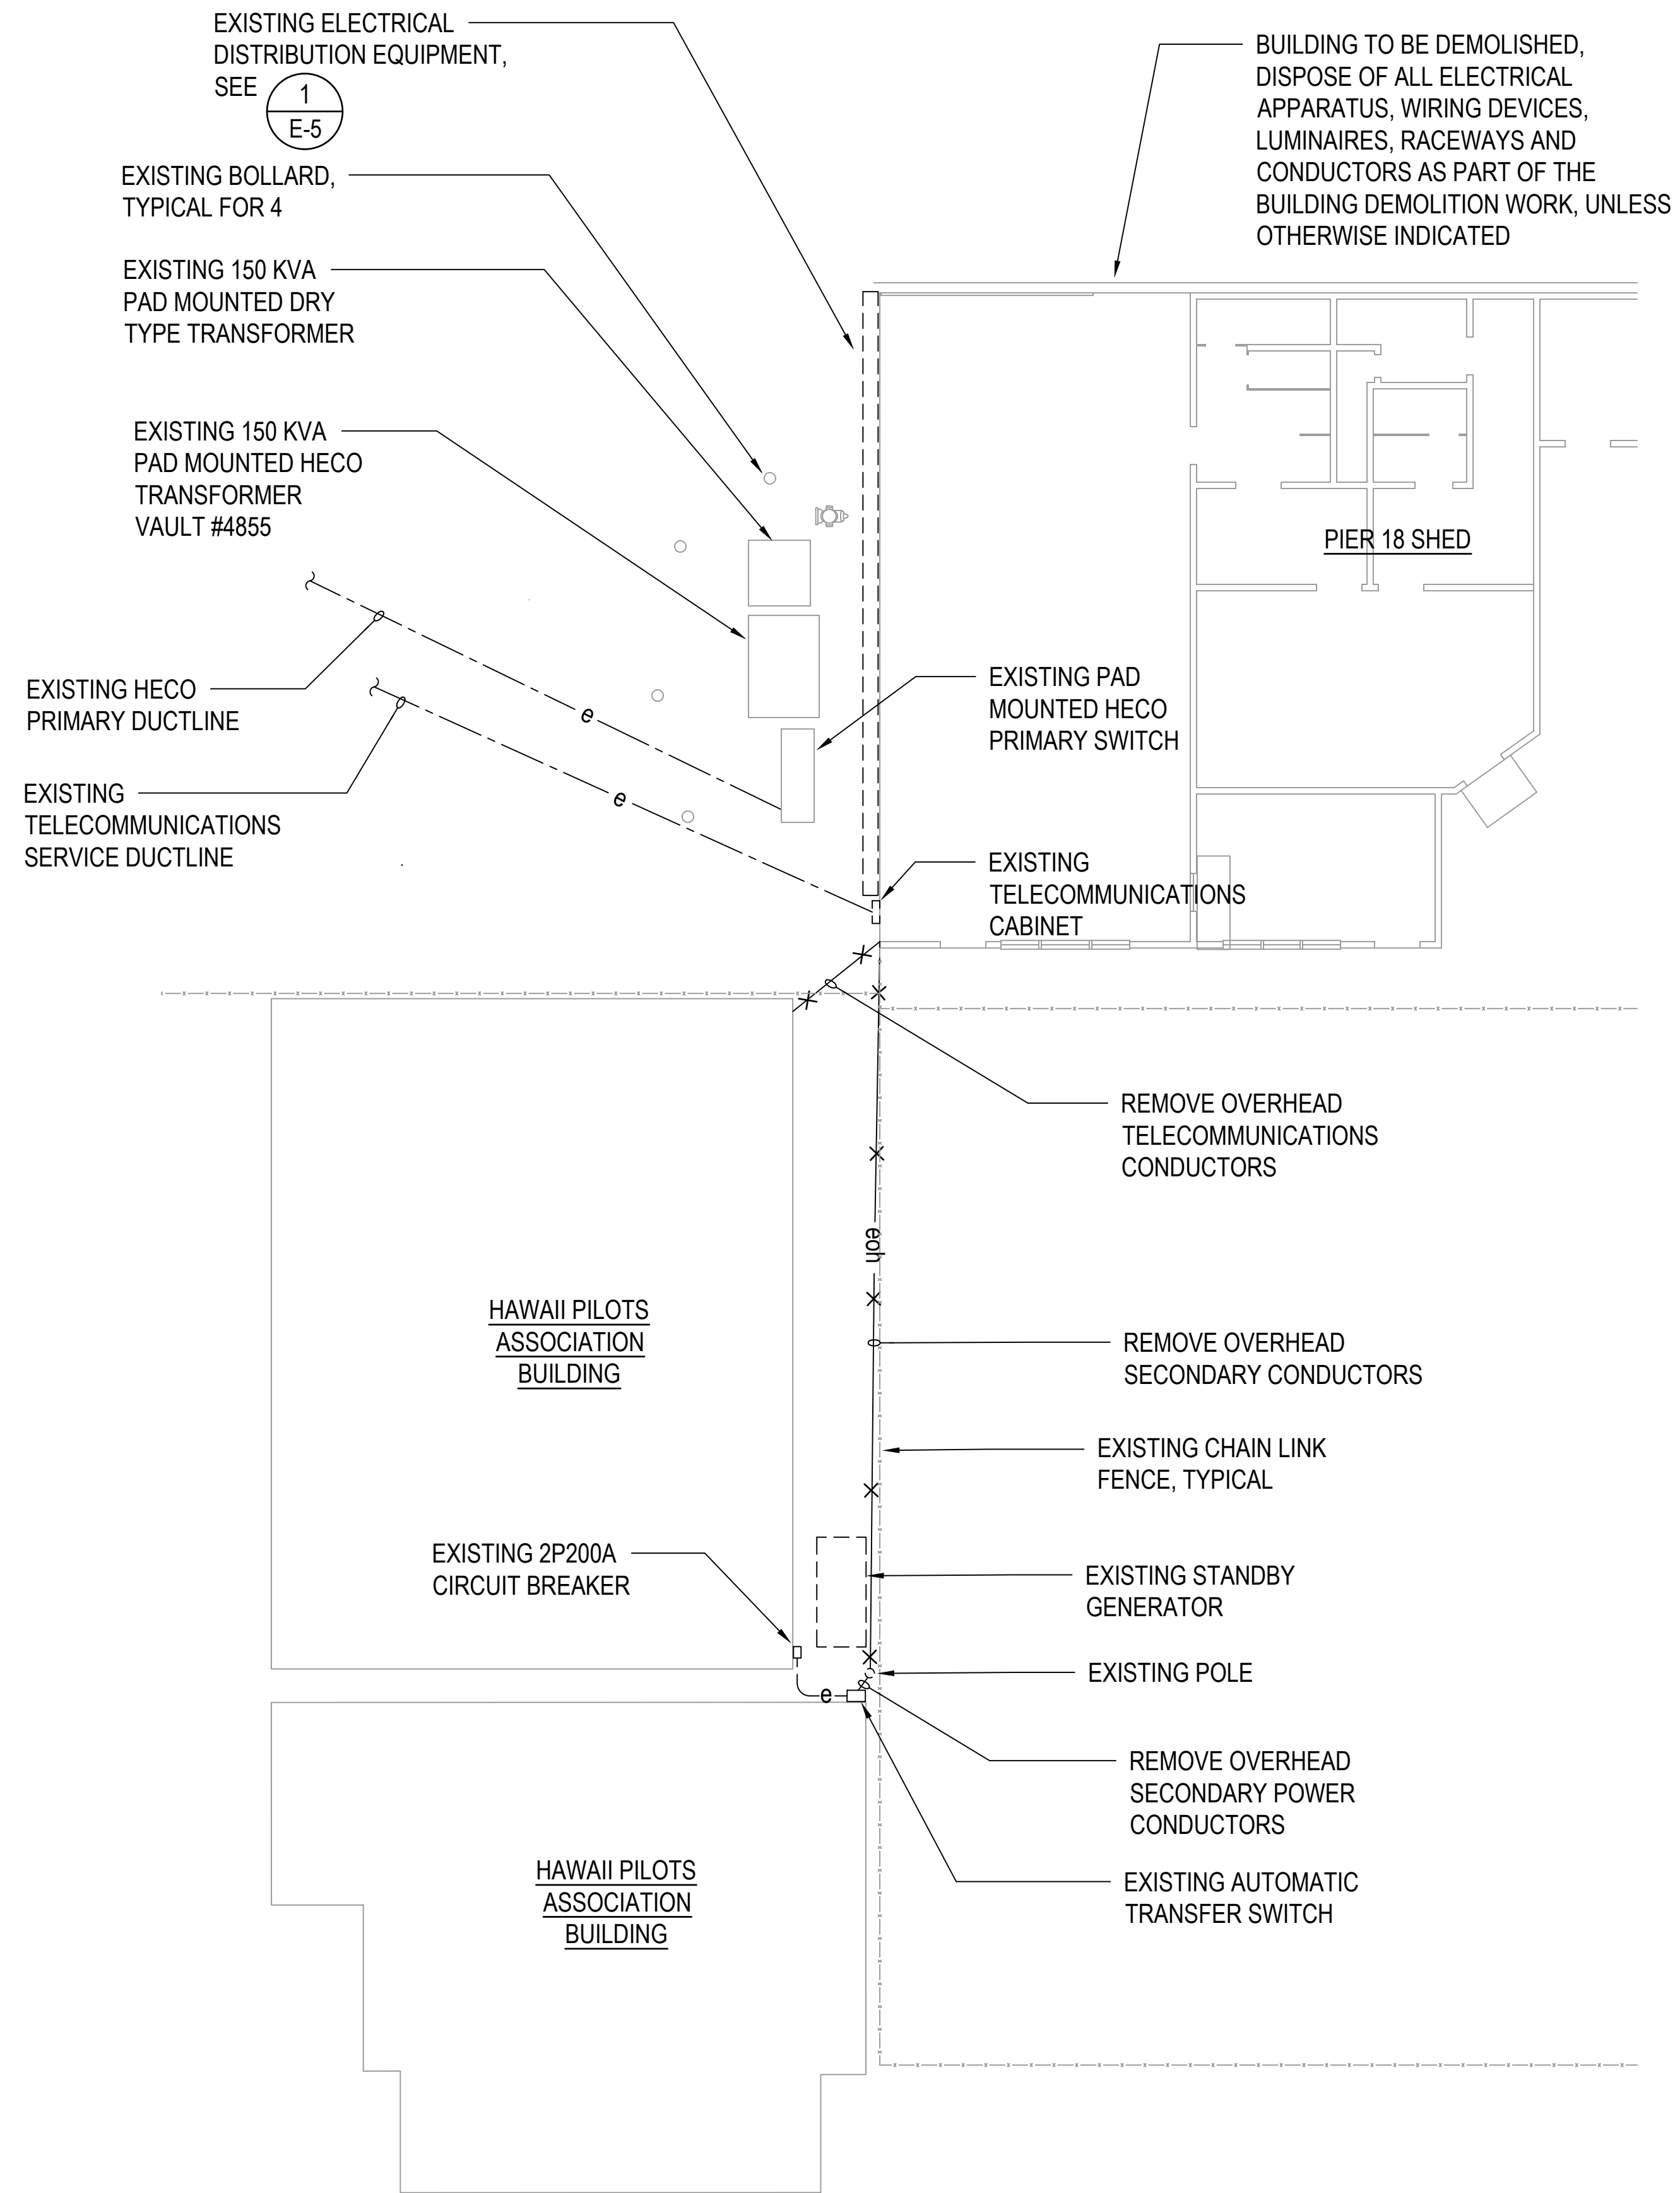 EXISTING ELECTRICAL
DISTRIBUTION EQUIPMENT,
SEE
1
E-5
BUILDING TO BE DEMOLISHED,
DISPOSE OF ALL ELECTRICAL
APPARATUS, WIRING DEVICES,
LUMINAIRES, RACEWAYS AND
CONDUCTORS AS PART OF THE
BUILDING DEMOLITION WORK, UNLESS
OTHERWISE INDICATED
EXISTING BOLLARD,
TYPICAL FOR 4
EXISTING 150 KVA
PAD MOUNTED DRY
TYPE TRANSFORMER
EXISTING 150 KVA
PAD MOUNTED HECO
TRANSFORMER
VAULT #4855
PIER 18 SHED
EXISTING HECO
PRIMARY DUCTLINE
e
EXISTING PAD
MOUNTED HECO
PRIMARY SWITCH
EXISTING
TELECOMMUNICATIONS
SERVICE DUCTLINE
e
EXISTING
TELECOMMUNICATIONS
CABINET
REMOVE OVERHEAD
TELECOMMUNICATIONS
CONDUCTORS
eoh
HAWAII PILOTS
ASSOCIATION
BUILDING
REMOVE OVERHEAD
SECONDARY CONDUCTORS
EXISTING CHAIN LINK
FENCE, TYPICAL
EXISTING 2P200A
CIRCUIT BREAKER
EXISTING STANDBY
GENERATOR
EXISTING POLE
e
REMOVE OVERHEAD
SECONDARY POWER
CONDUCTORS
HAWAII PILOTS
ASSOCIATION
BUILDING
EXISTING AUTOMATIC
TRANSFER SWITCH